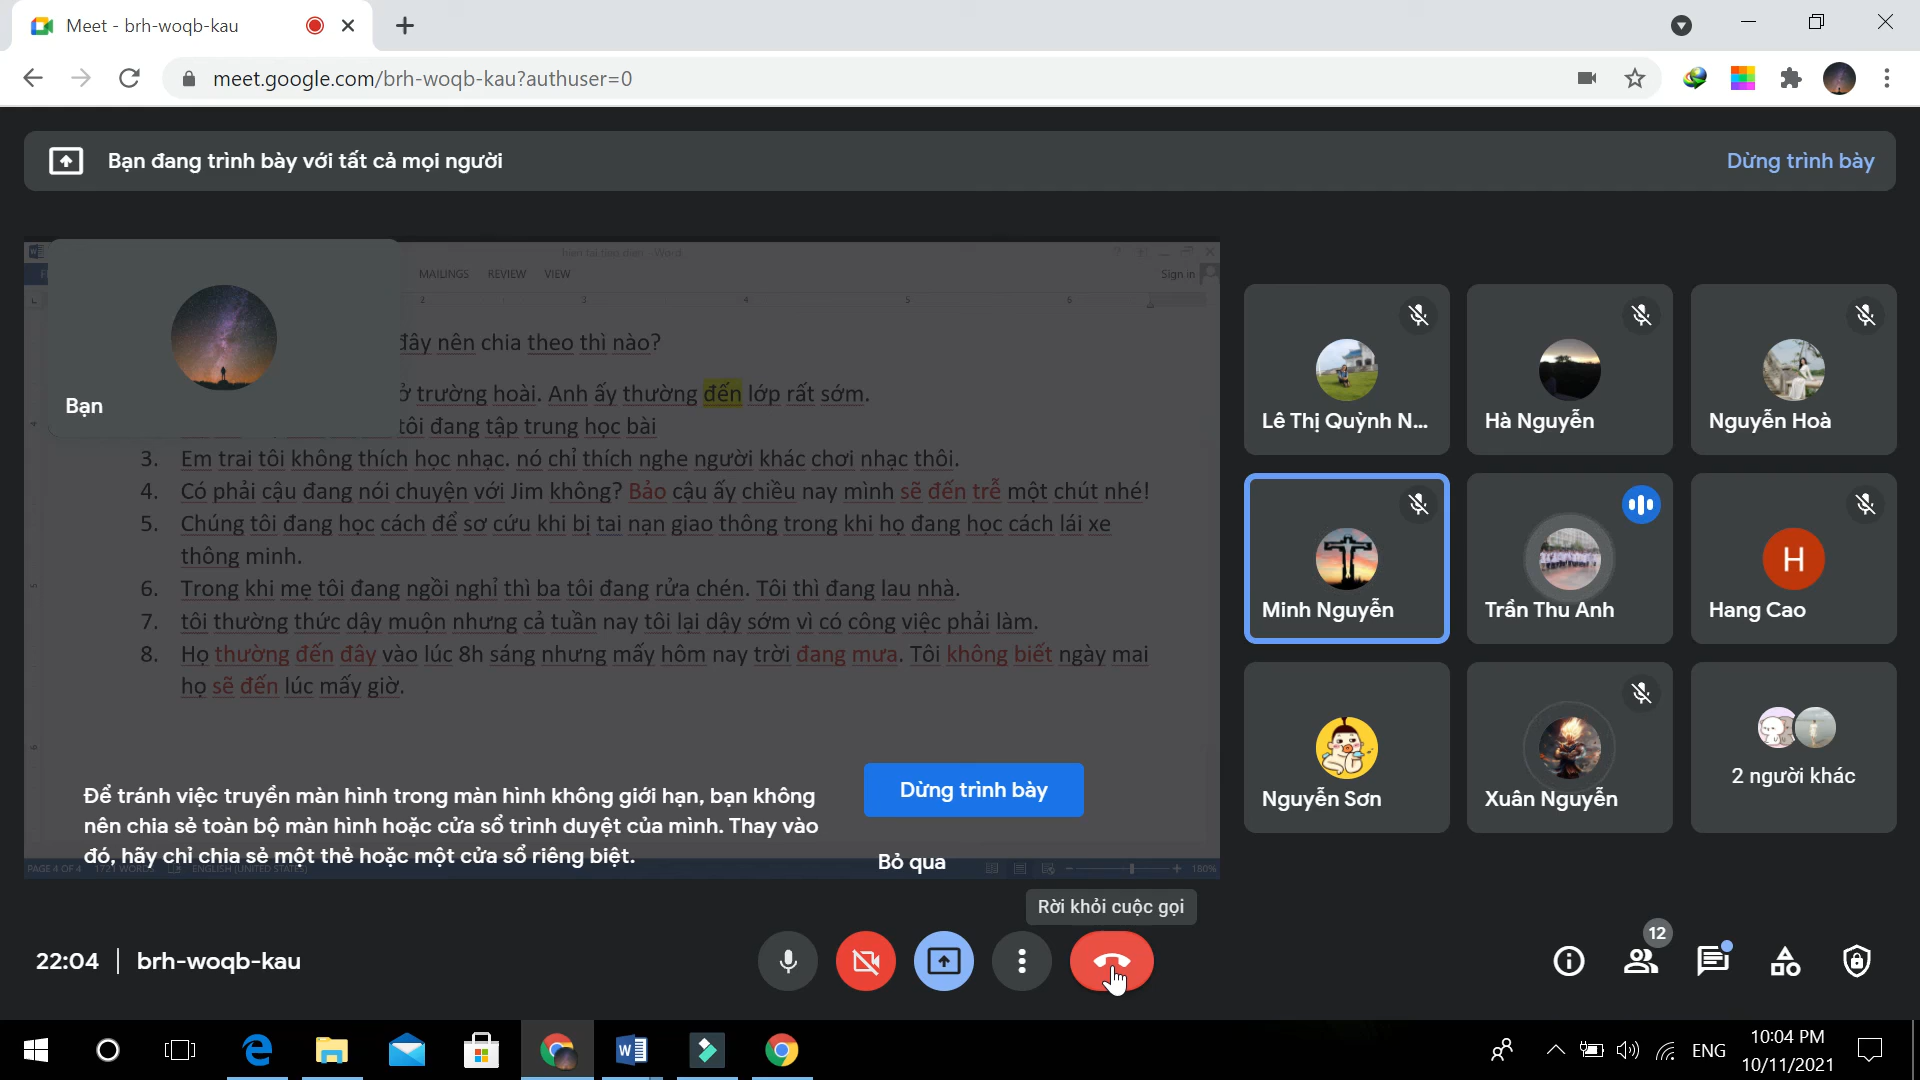 Meet - brh-woqb-kau
meet.google.com/brh-woqb-kau?authuser=0
Bạn đang trình bày với tất cả mọi người
Dừng trình bày
MAILINGS REVIEW VIEW
Sign in
Bạn
đây nên chia theo thì nào?
ở trường hoài. Anh ấy thường đến lớp rất sớm.
tôi đang tập trung học bài
3. Em trai tôi không thích học nhạc. nó chỉ thích nghe người khác chơi nhạc thôi.
4. Có phải cậu đang nói chuyện với Jim không? Bảo cậu ấy chiều nay mình sẽ đến trễ một chút nhé!
5. Chúng tôi đang học cách để sơ cứu khi bị tai nạn giao thông trong khi họ đang học cách lái xe
thông minh.
6. Trong khi mẹ tôi đang ngồi nghỉ thì ba tôi đang rửa chén. Tôi thì đang lau nhà.
7. tôi thường thức dậy muộn nhưng cả tuần nay tôi lại dậy sớm vì có công việc phải làm.
8. Họ thường đến đây vào lúc 8h sáng nhưng mấy hôm nay trời đang mưa. Tôi không biết ngày mai
họ sẽ đến lúc mấy giờ.
Để tránh việc truyền màn hình trong màn hình không giới hạn, bạn không
nên chia sẻ toàn bộ màn hình hoặc cửa sổ trình duyệt của mình. Thay vào
đó, hãy chỉ chia sẻ một thẻ hoặc một cửa sổ riêng biệt.
Dừng trình bày
Bỏ qua
PAGE 4 OF 4 1721 WORDS ENGLISH (UNITED STATES)
180%
Lê Thị Quỳnh N...
Hà Nguyễn
Nguyễn Hoà
Minh Nguyễn
Trần Thu Anh
H
Hang Cao
Nguyễn Sơn
Xuân Nguyễn
2 người khác
Rời khỏi cuộc gọi
22:04 | brh-woqb-kau
12
ENG
10:04 PM
10/11/2021